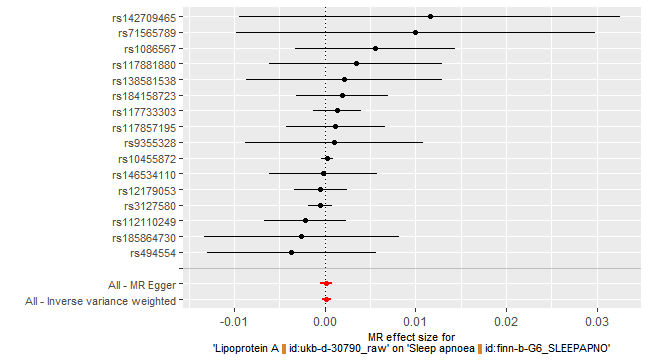 rs142709465
rs71565789
rs1086567
rs117881880
rs138581538
rs184158723
rs117733303
rs117857195
rs9355328
rs10455872
rs146534110
rs12179053
rs3127580
rs112110249
rs185864730
rs494554
All - MR Egger
All - Inverse variance weighted
-0.01 0.00 0.01 0.02 0.03
MR effect size for
'Lipoprotein A || id:ukb-d-30790_raw' on 'Sleep apnoea || id:finn-b-G6_SLEEPAPNO'